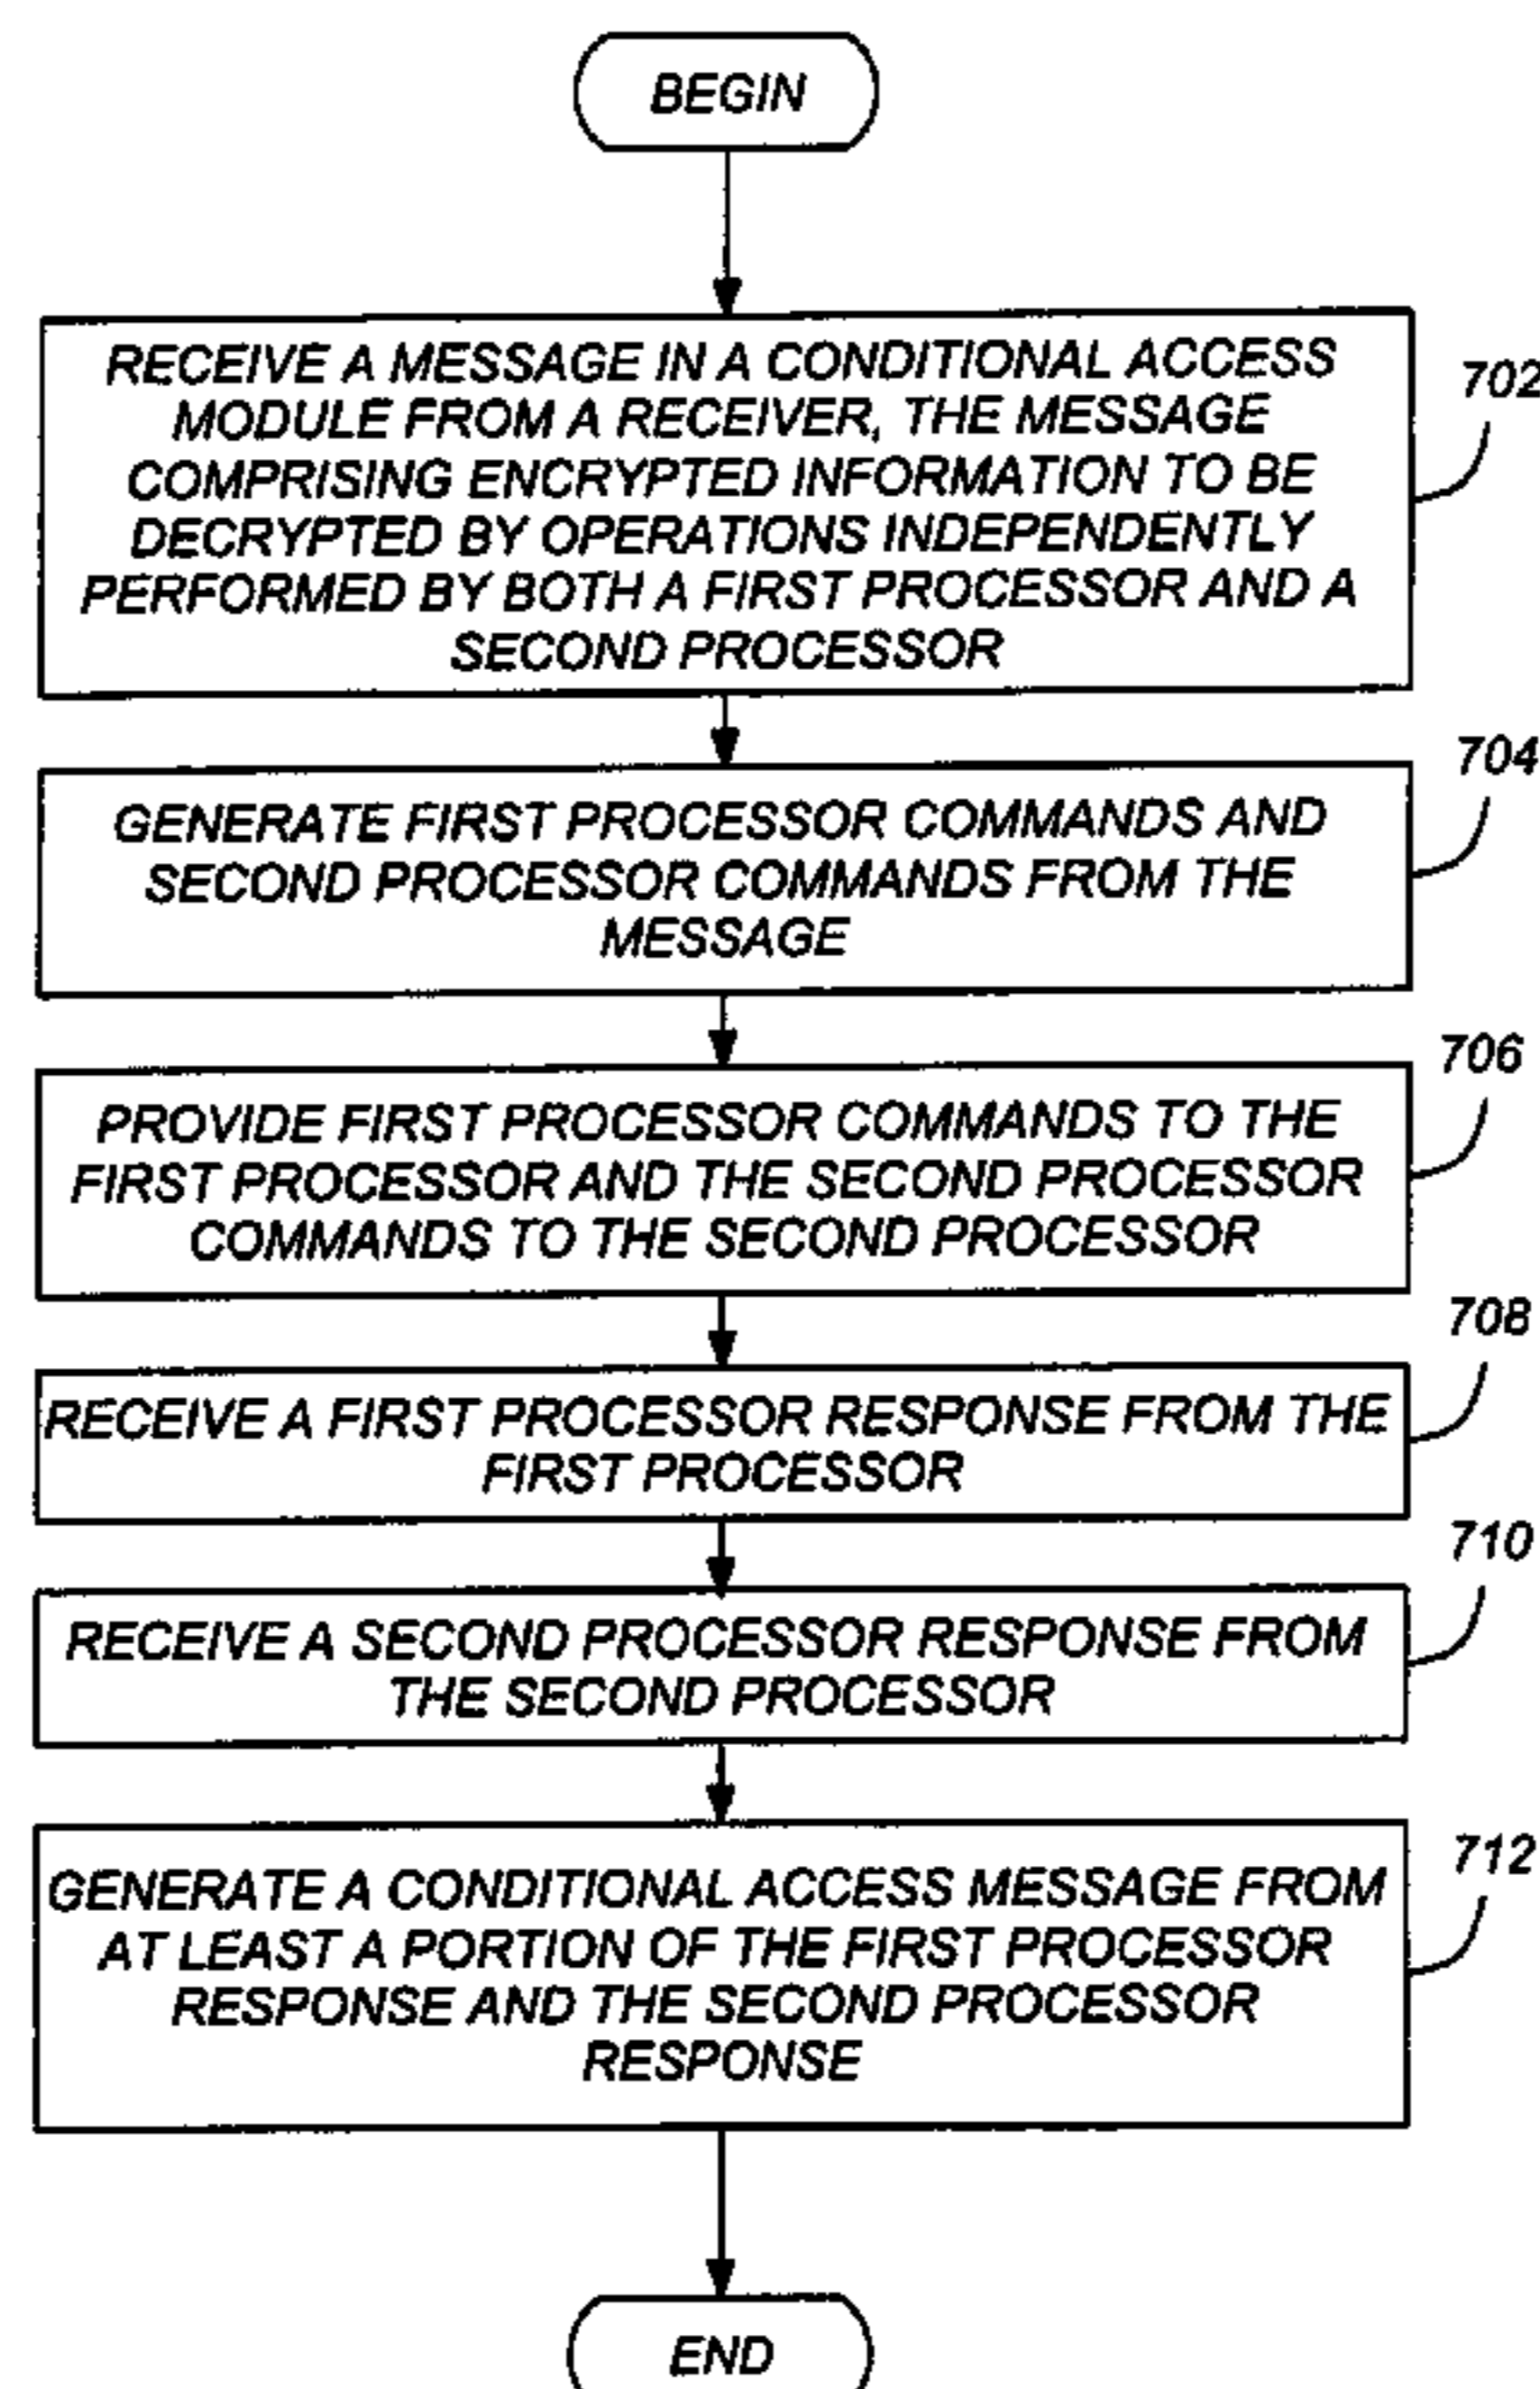 BEGIN
RECEIVE A MESSAGE IN A CONDITIONAL ACCESS
MODULE FROM A RECEIVER, THE MESSAGE
COMPRISING ENCRYPTED INFORMATION TO BE
DECRYPTED BY OPERATIONS INDEPENDENTLY
PERFORMED BY BOTH A FIRST PROCESSOR AND A
SECOND PROCESSOR
702
GENERATE FIRST PROCESSOR COMMANDS AND
SECOND PROCESSOR COMMANDS FROM THE
MESSAGE
704
PROVIDE FIRST PROCESSOR COMMANDS TO THE
FIRST PROCESSOR AND THE SECOND PROCESSOR
COMMANDS TO THE SECOND PROCESSOR
706
RECEIVE A FIRST PROCESSOR RESPONSE FROM THE
FIRST PROCESSOR
708
RECEIVE A SECOND PROCESSOR RESPONSE FROM
THE SECOND PROCESSOR
710
GENERATE A CONDITIONAL ACCESS MESSAGE FROM
AT LEAST A PORTION OF THE FIRST PROCESSOR
RESPONSE AND THE SECOND PROCESSOR
RESPONSE
712
END